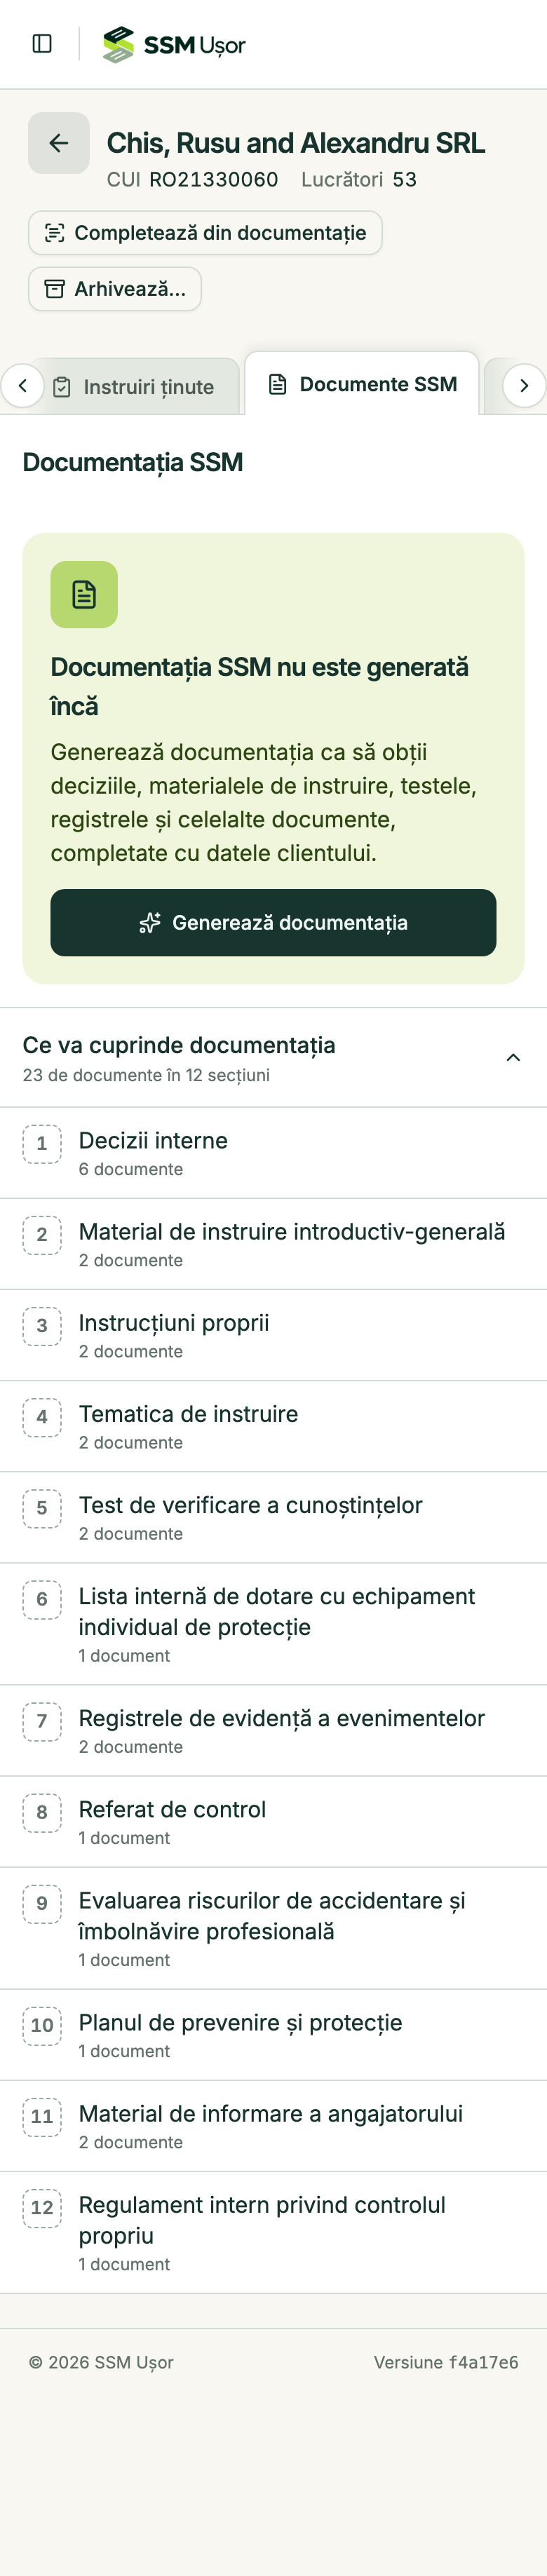 SSM Ușor
Chis, Rusu and Alexandru SRL
CUI RO21330060 Lucrători 53
Completează din documentație
Arhivează...
Instruiri ținute
Documente SSM
Documentația SSM
Documentația SSM nu este generată
încă
Generează documentația ca să obții
deciziile, materialele de instruire, testele,
registrele și celelalte documente,
completate cu datele clientului.
Generează documentația
Ce va cuprinde documentația
23 de documente în 12 secțiuni
1 Decizii interne
6 documente
2 Material de instruire introductiv-generală
2 documente
3 Instrucțiuni proprii
2 documente
4 Tematica de instruire
2 documente
5 Test de verificare a cunoștințelor
2 documente
6 Lista internă de dotare cu echipament
individual de protecție
1 document
7 Registrele de evidență a evenimentelor
2 documente
8 Referat de control
1 document
9 Evaluarea riscurilor de accidentare și
îmbolnăvire profesională
1 document
10 Planul de prevenire și protecție
1 document
11 Material de informare a angajatorului
2 documente
12 Regulament intern privind controlul
propriu
1 document
© 2026 SSM Ușor
Versiune f4a17e6